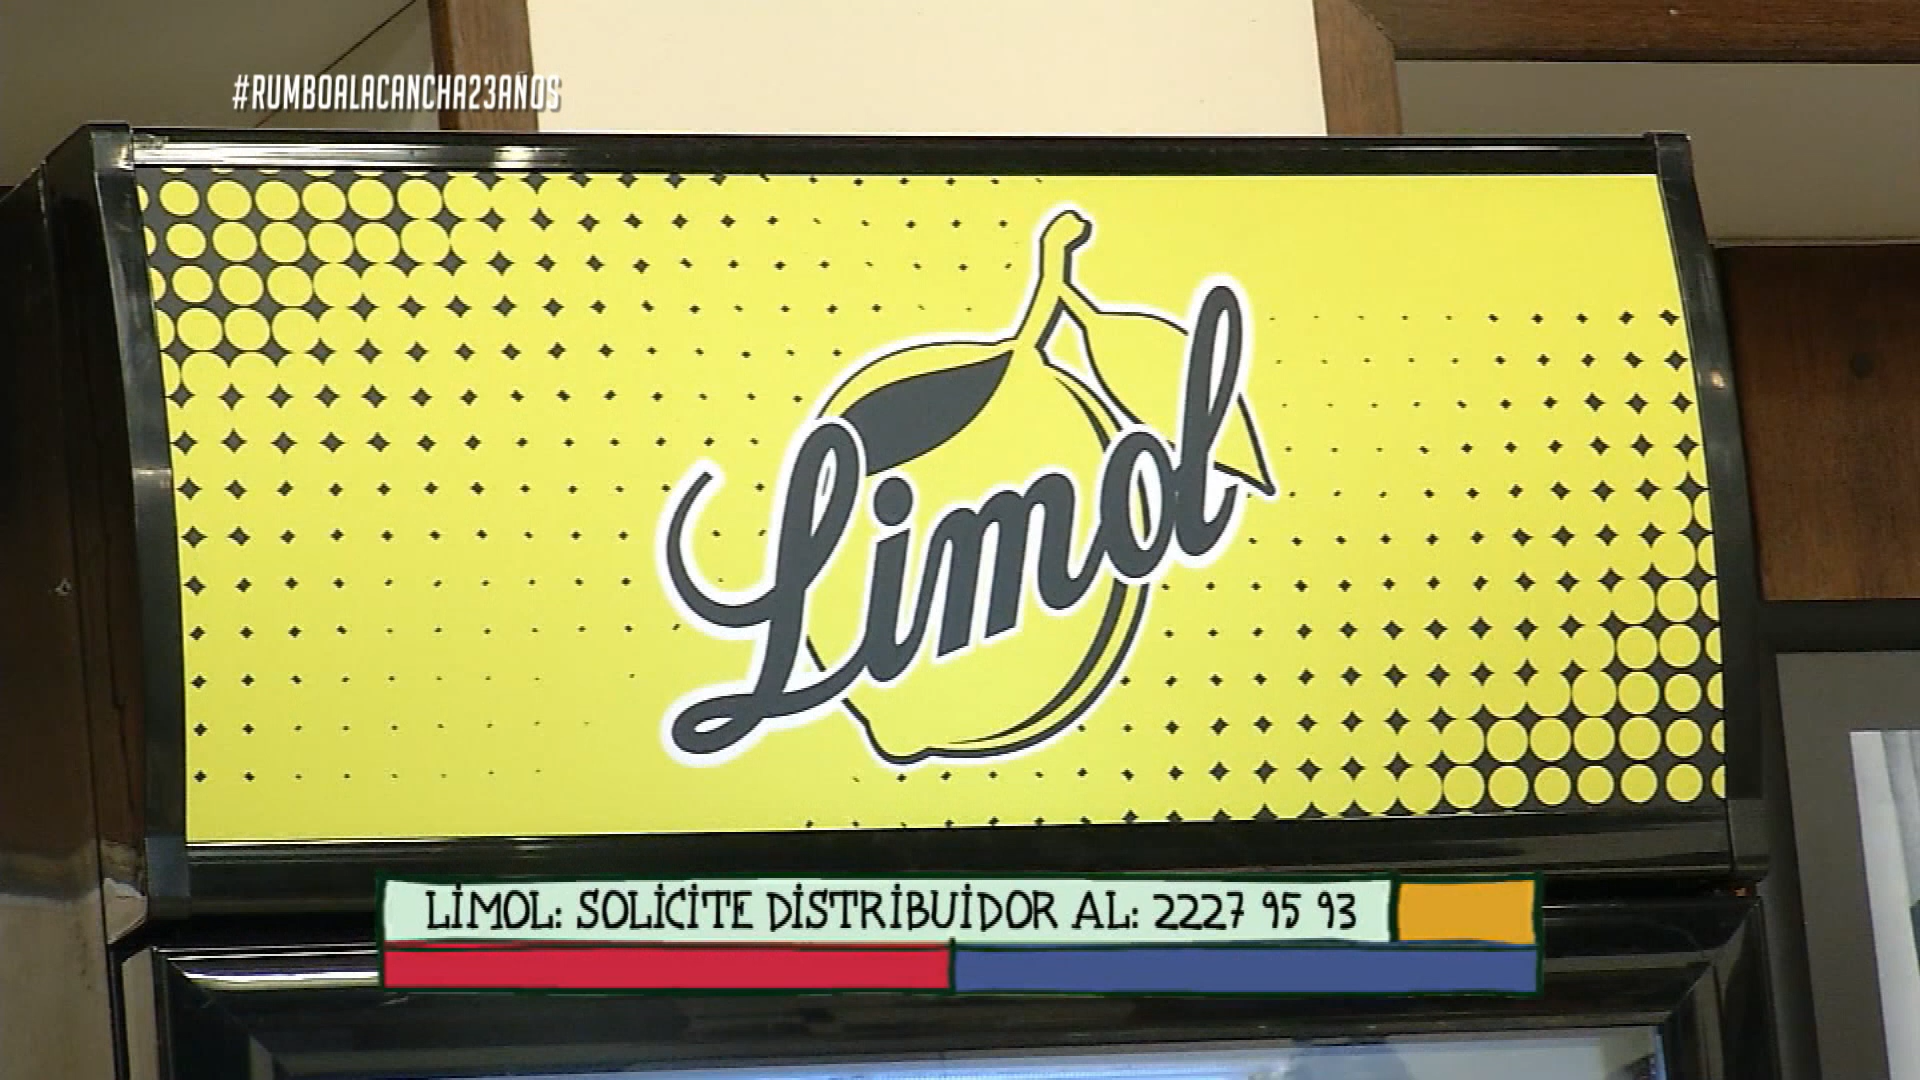 #RUMBOALACANCHA23AÑOS
Limol
LIMOL: SOLICITE DISTRIBUIDOR AL: 2227 95 93